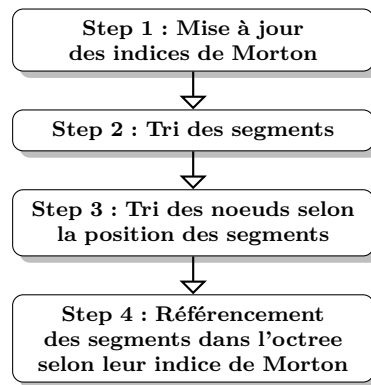 Step 1 : Mise à jour
des indices de Morton
Step 2 : Tri des segments
Step 3 : Tri des noeuds selon
la position des segments
Step 4 : Référencement
des segments dans l'octree
selon leur indice de Morton